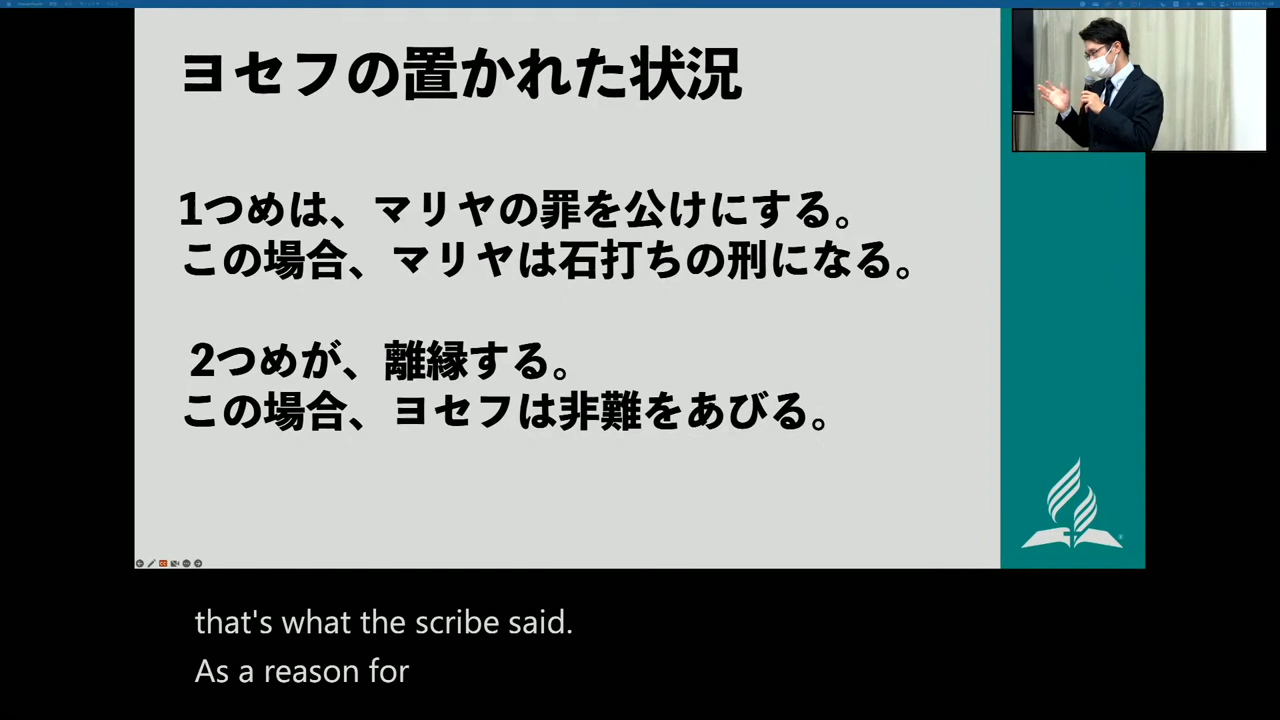 ヨセフの置かれた状況
1つめは、マリヤの罪を公けにする。
この場合、マリヤは石打ちの刑になる。
2つめが、離縁する。
この場合、ヨセフは非難をあびる。
that's what the scribe said.
As a reason for